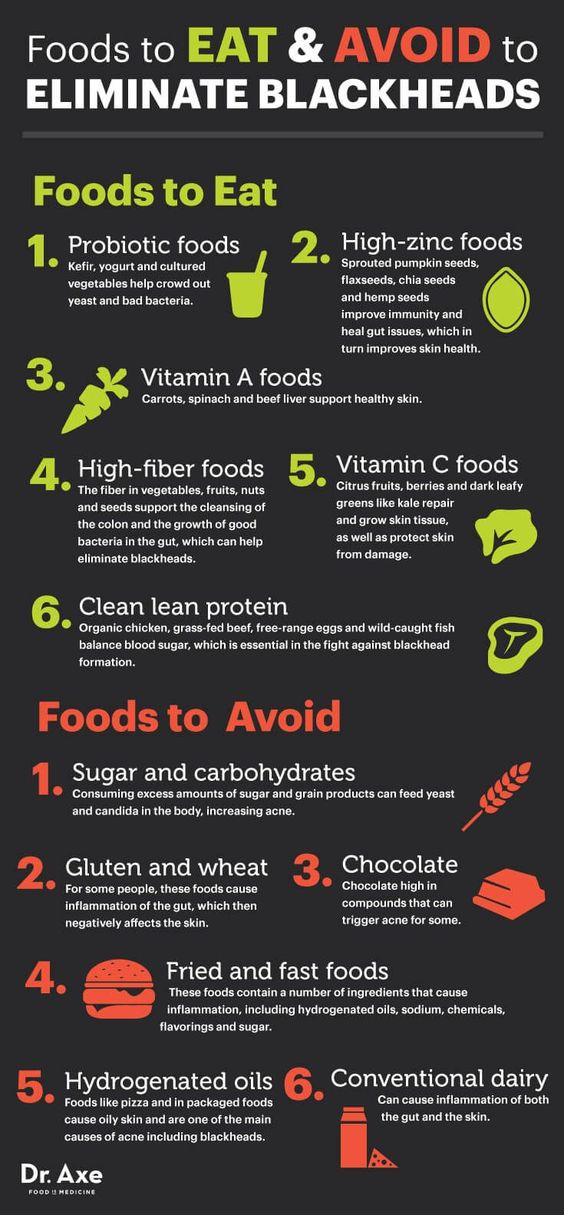 Foods to EAT & AVOID to
ELIMINATE BLACKHEADS
Foods to Eat
1. Probiotic foods
Kefir, yogurt and cultured
vegetables help crowd out
yeast and bad bacteria.
2. High-zinc foods
Sprouted pumpkin seeds,
flaxseeds, chia seeds
and hemp seeds
improve immunity and
heal gut issues, which in
turn improves skin health.
3. Vitamin A foods
Carrots, spinach and beef liver support healthy skin.
4. High-fiber foods
The fiber in vegetables, fruits, nuts
and seeds support the cleansing of
the colon and the growth of good
bacteria in the gut, which can help
eliminate blackheads.
5. Vitamin C foods
Citrus fruits, berries and dark leafy
greens like kale repair
and grow skin tissue,
as well as protect skin
from damage.
6. Clean lean protein
Organic chicken, grass-fed beef, free-range eggs and wild-caught fish
balance blood sugar, which is essential in the fight against blackhead
formation.
Foods to Avoid
1. Sugar and carbohydrates
Consuming excess amounts of sugar and grain products can feed yeast
and candida in the body, increasing acne.
2. Gluten and wheat
For some people, these foods cause
inflammation of the gut, which then
negatively affects the skin.
3. Chocolate
Chocolate high in
compounds that can
trigger acne for some.
4. Fried and fast foods
These foods contain a number of ingredients that cause
inflammation, including hydrogenated oils, sodium, chemicals,
flavorings and sugar.
5. Hydrogenated oils
Foods like pizza and in packaged foods
cause oily skin and are one of the main
causes of acne including blackheads.
6. Conventional dairy
Can cause inflammation of both
the gut and the skin.
Dr. Axe
FOOD IS MEDICINE